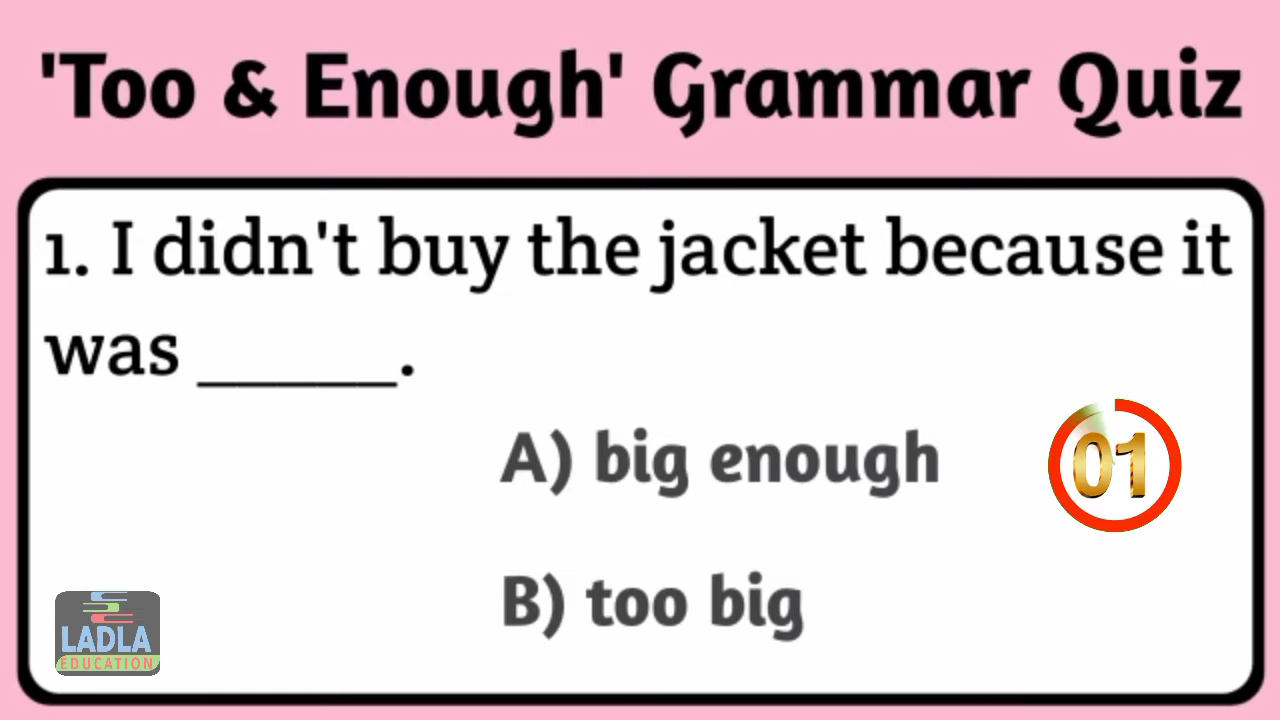 'Too & Enough' Grammar Quiz
1. I didn't buy the jacket because it
was _____.
A) big enough
01
B) too big
LADLA
EDUCATION